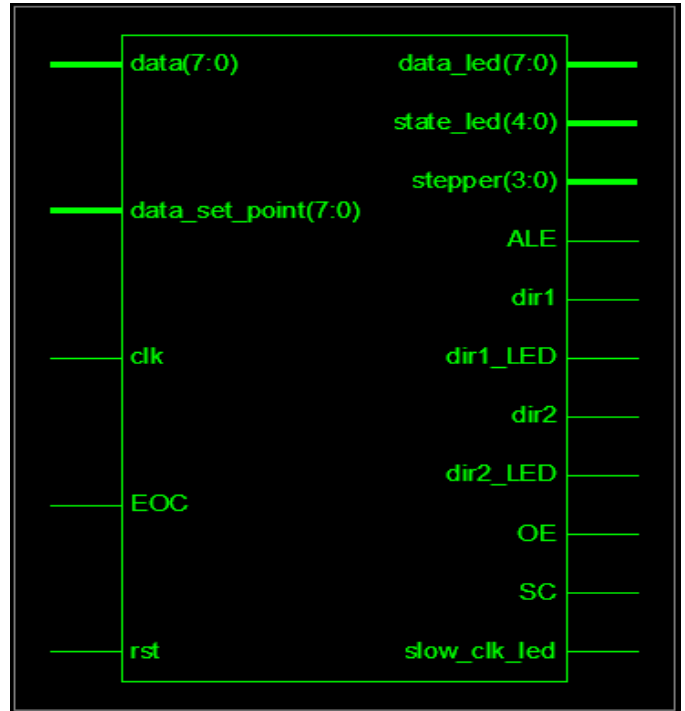 data(7:0) data_led(7:0)
state_led(4:0)
stepper(3:0)
data_set_point(7:0)
ALE
dir1
clk dir1_LED
dir2
dir2_LED
EOC
OE
SC
rst slow_clk_led